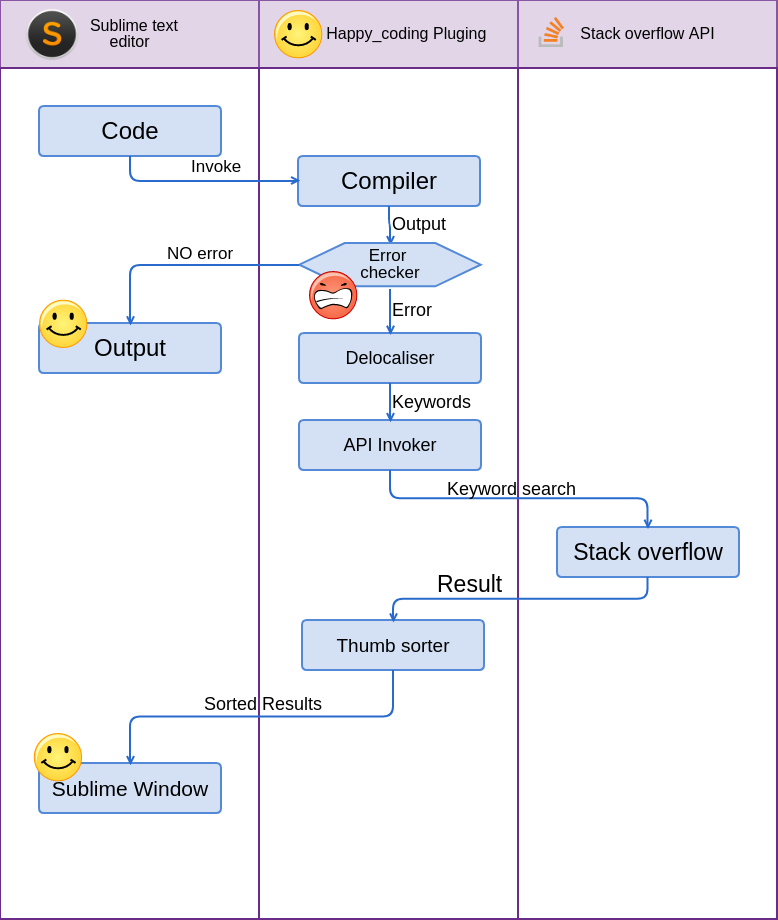 Sublime text
editor
Happy_coding Pluging
Stack overflow API
Code
Invoke
Compiler
Output
NO error
Error
checker
Error
Output
Delocaliser
Keywords
API Invoker
Keyword search
Stack overflow
Result
Thumb sorter
Sorted Results
Sublime Window